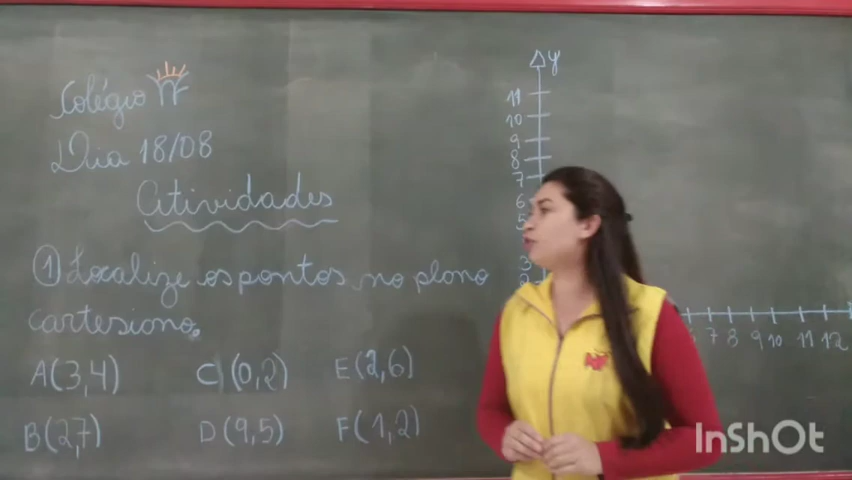 Colégio
Dia 18/08
Atividades
1 Localize os pontos no plano
cartesiano.
A(3,4) C(0,2) E(2,6)
B(2,7) D(9,5) F(1,2)
y
11
10
9
8
7
6
5
3
2
7 8 9 10 11 12
InShOt